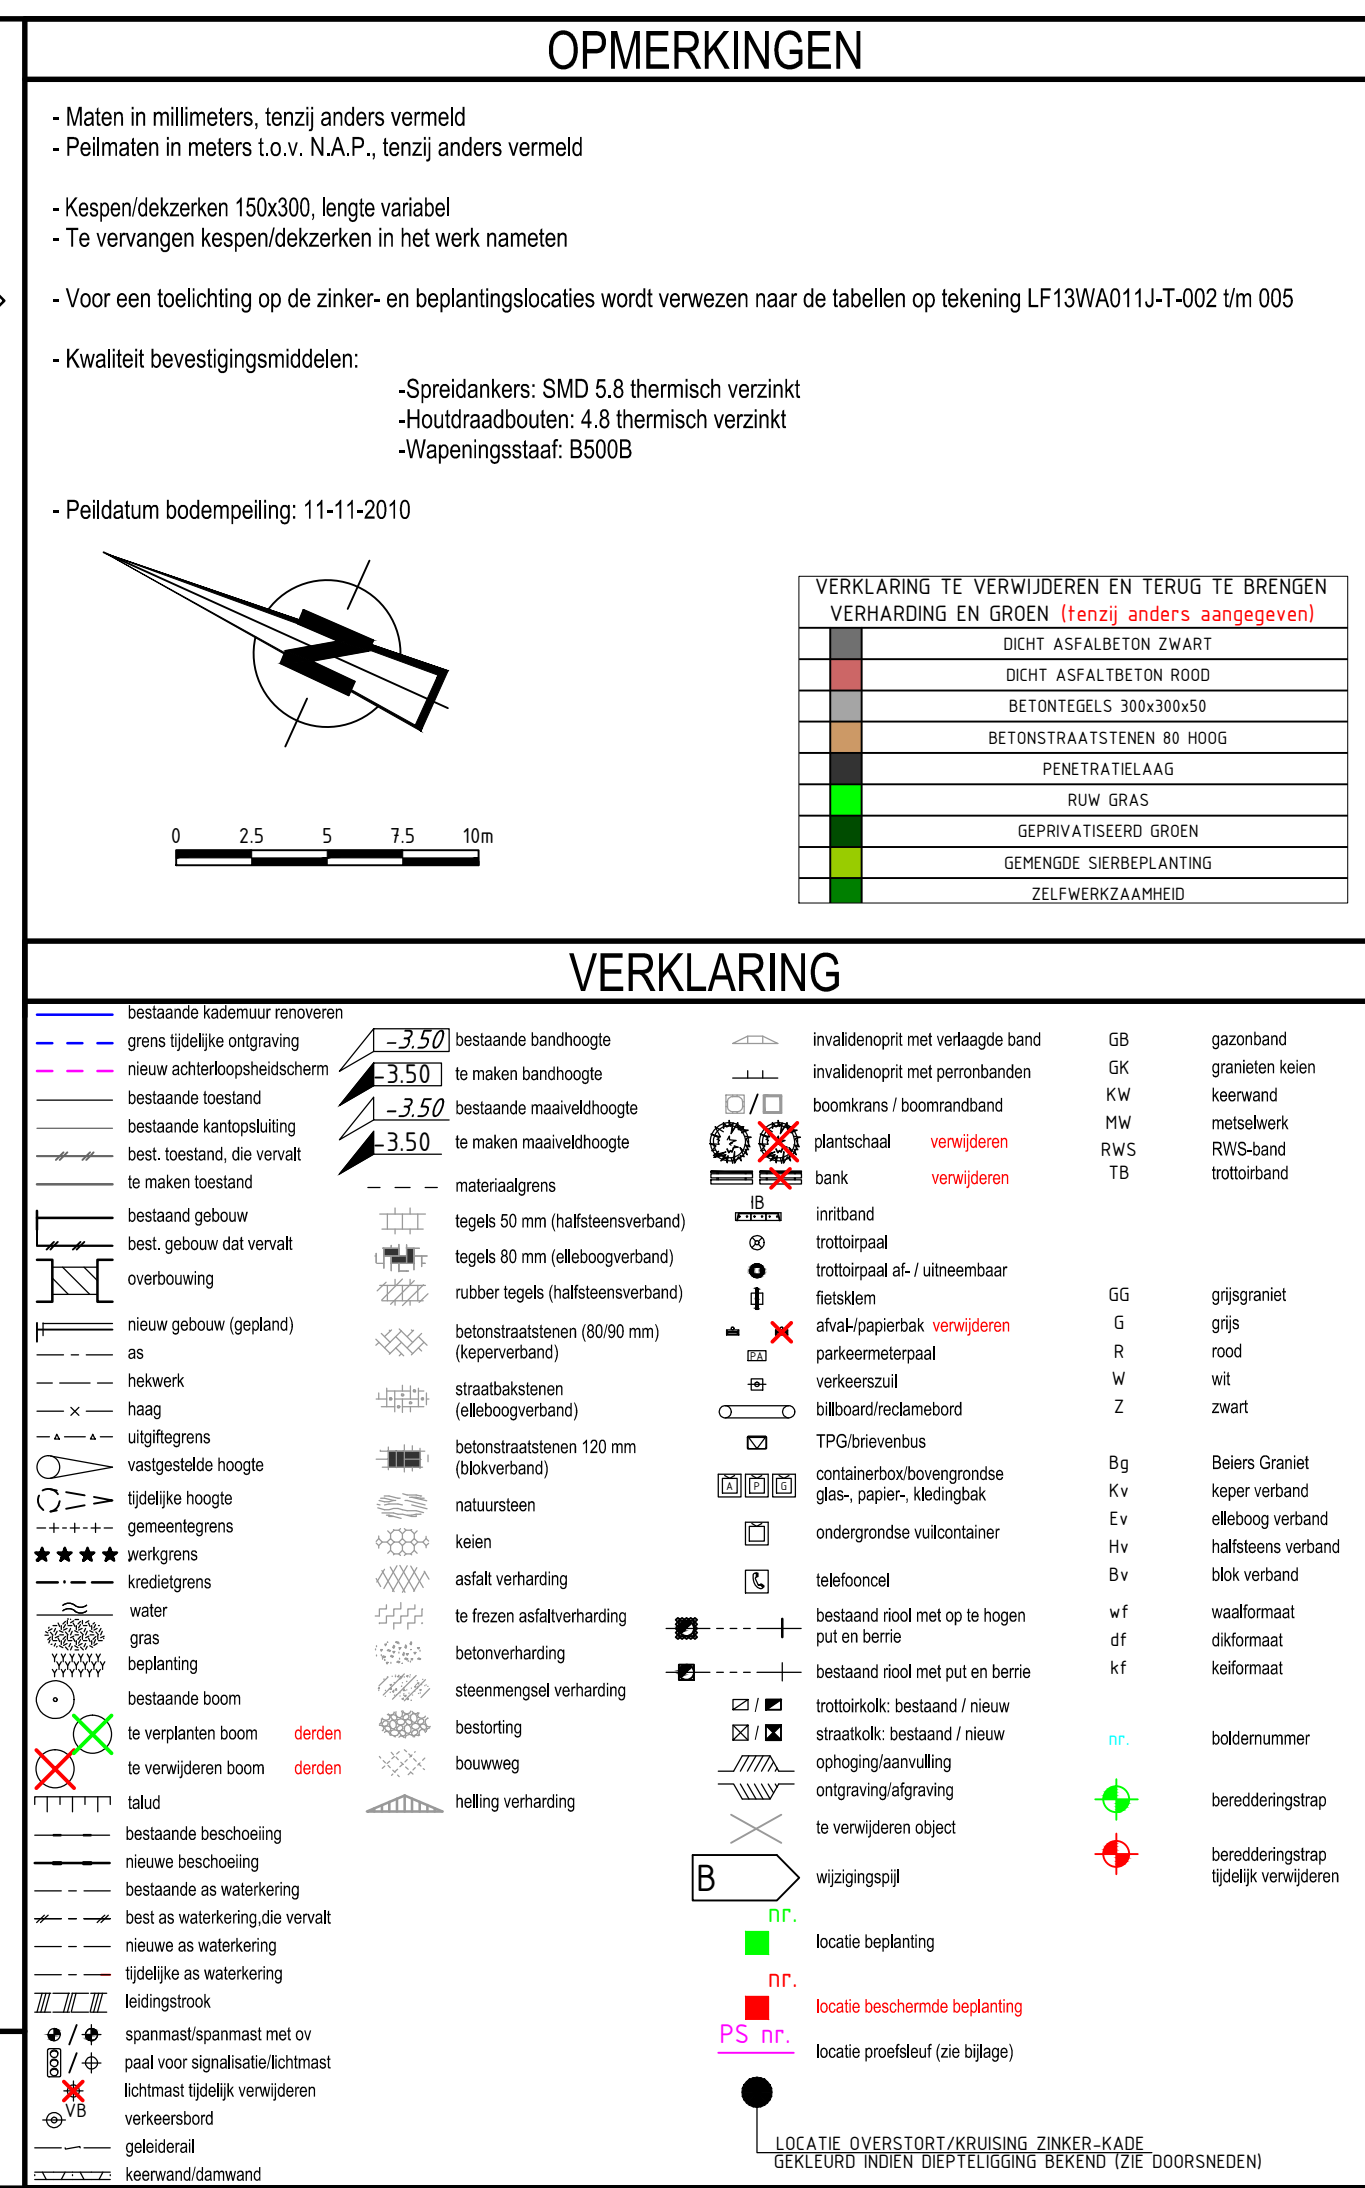 OPMERKINGEN
- Maten in millimeters, tenzij anders vermeld
- Peilmaten in meters t.o.v. N.A.P., tenzij anders vermeld
- Kespen/dekzerken 150x300, lengte variabel
- Te vervangen kespen/dekzerken in het werk nameten
- Voor een toelichting op de zinker- en beplantingslocaties wordt verwezen naar de tabellen op tekening LF13WA011J-T-002 t/m 005
- Kwaliteit bevestigingsmiddelen:
-Spreidankers: SMD 5.8 thermisch verzinkt
-Houtdraadbouten: 4.8 thermisch verzinkt
-Wapeningsstaaf: B500B
- Peildatum bodempeiling: 11-11-2010
N
0 2.5 5 7.5 10m
VERKLARING TE VERWIJDEREN EN TERUG TE BRENGEN
VERHARDING EN GROEN (tenzij anders aangegeven)
DICHT ASFALBETON ZWART
DICHT ASFALTBETON ROOD
BETONTEGELS 300x300x50
BETONSTRAATSTENEN 80 HOOG
PENETRATIELAAG
RUW GRAS
GEPRIVATISEERD GROEN
GEMENGDE SIERBEPLANTING
ZELFWERKZAAMHEID
VERKLARING
bestaande kademuur renoveren
grens tijdelijke ontgraving
nieuw achterloopsheidscherm
bestaande toestand
bestaande kantopsluiting
best. toestand, die vervalt
te maken toestand
bestaand gebouw
best. gebouw dat vervalt
overbouwing
nieuw gebouw (gepland)
as
hekwerk
haag
uitgiftegrens
vastgestelde hoogte
tijdelijke hoogte
gemeentegrens
werkgrens
kredietgrens
water
gras
beplanting
bestaande boom
te verplanten boom derden
te verwijderen boom derden
talud
bestaande beschoeiing
nieuwe beschoeiing
bestaande as waterkering
best as waterkering,die vervalt
nieuwe as waterkering
tijdelijke as waterkering
leidingstrook
/ spanmast/spanmast met ov
/ paal voor signalisatie/lichtmast
lichtmast tijdelijk verwijderen
VB verkeersbord
geleiderail
keerwand/damwand
-3.50 bestaande bandhoogte
-3.50 te maken bandhoogte
-3.50 bestaande maaiveldhoogte
-3.50 te maken maaiveldhoogte
materiaalgrens
tegels 50 mm (halfsteensverband)
tegels 80 mm (elleboogverband)
rubber tegels (halfsteensverband)
betonstraatstenen (80/90 mm)
(keperverband)
straatbakstenen
(elleboogverband)
betonstraatstenen 120 mm
(blokverband)
natuursteen
keien
asfalt verharding
te frezen asfaltverharding
betonverharding
steenmengsel verharding
bestorting
bouwweg
helling verharding
invalidenoprit met verlaagde band
invalidenoprit met perronbanden
/ boomkrans / boomrandband
plantschaal verwijderen
bank verwijderen
IB inritband
trottoirpaal
trottoirpaal af- / uitneembaar
fietsklem
afval-/papierbak verwijderen
PA parkeermeterpaal
verkeerszuil
billboard/reclamebord
TPG/brievenbus
A P G containerbox/bovengrondse
glas-, papier-, kledingbak
ondergrondse vuilcontainer
telefooncel
bestaand riool met op te hogen
put en berrie
bestaand riool met put en berrie
/ trottoirkolk: bestaand / nieuw
/ straatkolk: bestaand / nieuw
ophoging/aanvulling
ontgraving/afgraving
te verwijderen object
B wijzigingspijl
nr.
locatie beplanting
nr.
locatie beschermde beplanting
PS nr.
locatie proefsleuf (zie bijlage)
LOCATIE OVERSTORT/KRUISING ZINKER-KADE
GEKLEURD INDIEN DIEPTELIGGING BEKEND (ZIE DOORSNEDEN)
GB gazonband
GK granieten keien
KW keerwand
MW metselwerk
RWS RWS-band
TB trottoirband
GG grijsgraniet
G grijs
R rood
W wit
Z zwart
Bg Beiers Graniet
Kv keper verband
Ev elleboog verband
Hv halfsteens verband
Bv blok verband
wf waalformaat
df dikformaat
kf keiformaat
nr. boldernummer
beredderingstrap
beredderingstrap
tijdelijk verwijderen